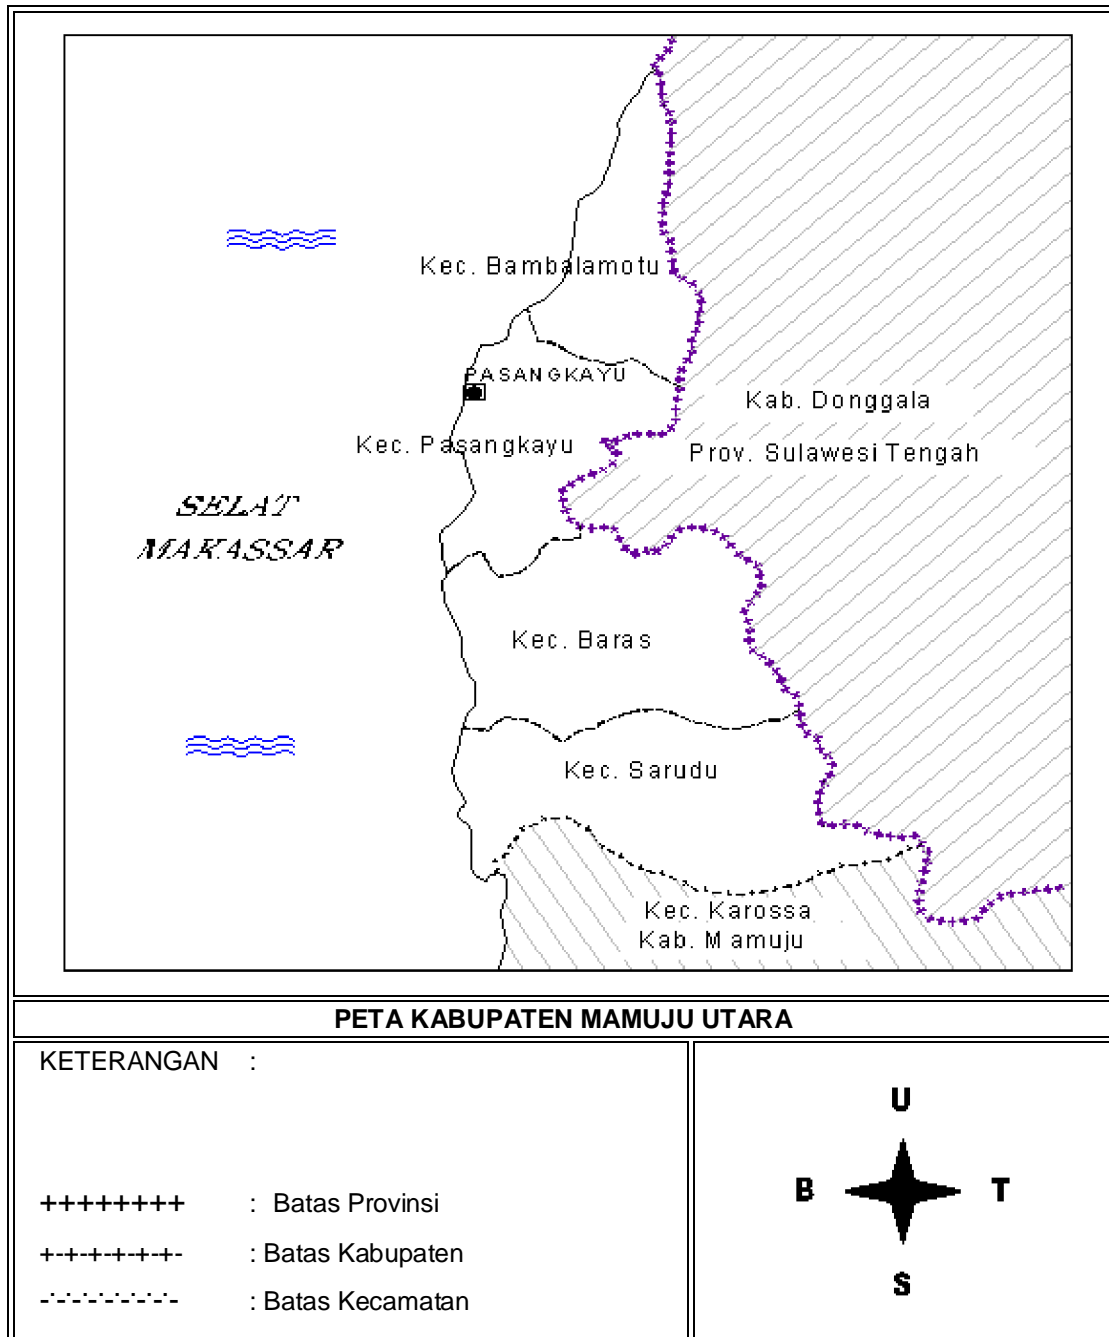 Kec. Bambalamotu
PASANGKAYU
Kab. Donggala
Kec. Pasangkayu
Prov. Sulawesi Tengah
SELAT
MAKASSAR
Kec. Baras
Kec. Sarudu
Kec. Karossa
Kab. Mamuju
PETA KABUPATEN MAMUJU UTARA
KETERANGAN :
++++++++ : Batas Provinsi
+-+-+-+-+-+- : Batas Kabupaten
-·-·-·-·-·-·-·-·- : Batas Kecamatan
U
B T
S